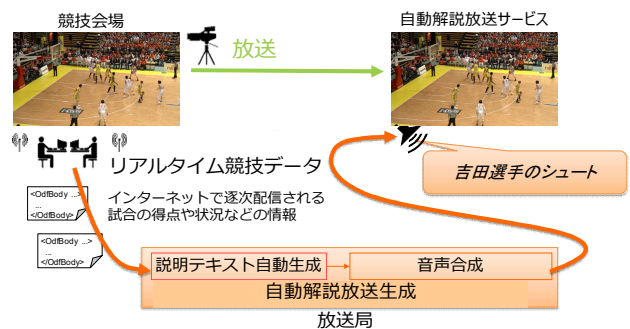 競技会場
自動解説放送サービス
放送
リアルタイム競技データ
吉田選手のシュート
インターネットで逐次配信される
試合の得点や状況などの情報
<OdfBody ...>
...
</OdfBody>
<OdfBody ...>
...
</OdfBody>
説明テキスト自動生成
音声合成
自動解説放送生成
放送局